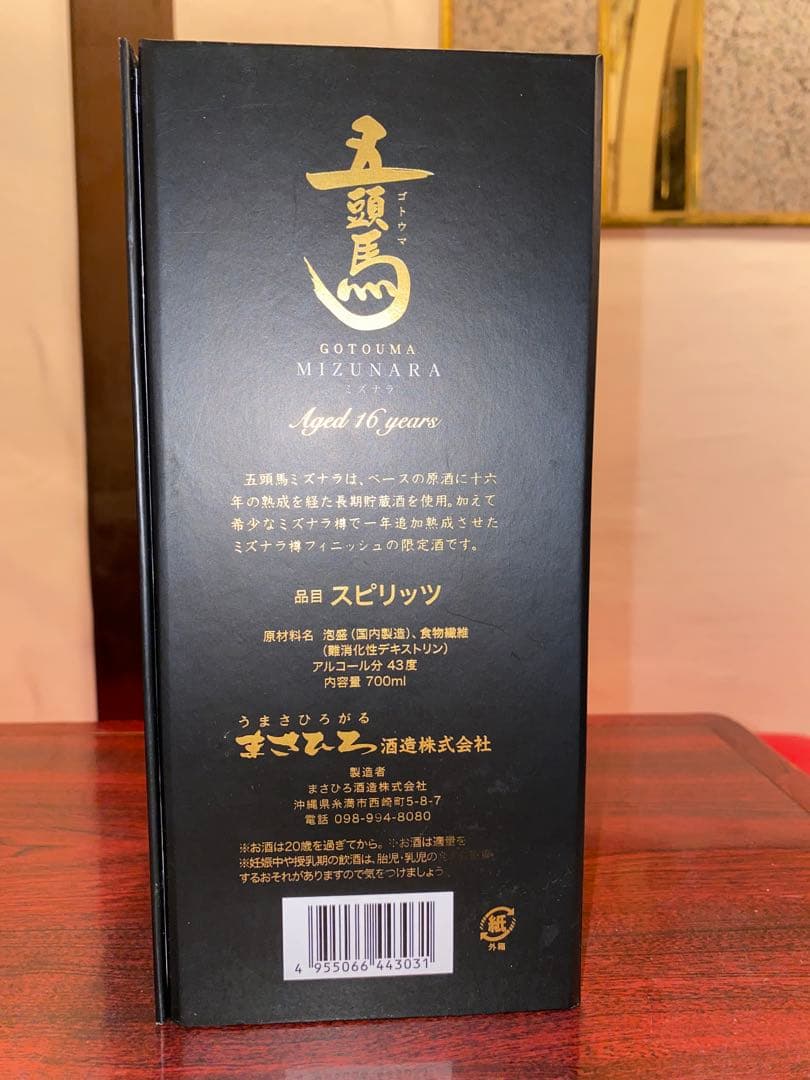 五頭馬
ゴトウマ
GOTOUMA
MIZUNARA
ミズナラ
Aged 16 years
五頭馬ミズナラは、ベースの原酒に十六
年の熟成を経た長期貯蔵酒を使用。加えて
希少なミズナラ樽で一年追加熟成させた
ミズナラ樽フィニッシュの限定酒です。
品目 スピリッツ
原材料名 泡盛(国内製造)、食物繊維
(難消化性デキストリン)
アルコール分 43度
内容量 700ml
うまさひろがる
まさひろ酒造株式会社
製造者
まさひろ酒造株式会社
沖縄県糸満市西崎町5-8-7
電話 098-994-8080
※お酒は20歳を過ぎてから。※お酒は適量を
※妊娠中や授乳期の飲酒は、胎児・乳児の
するおそれがありますので気をつけましょう
4 955066 443031
紙
外箱